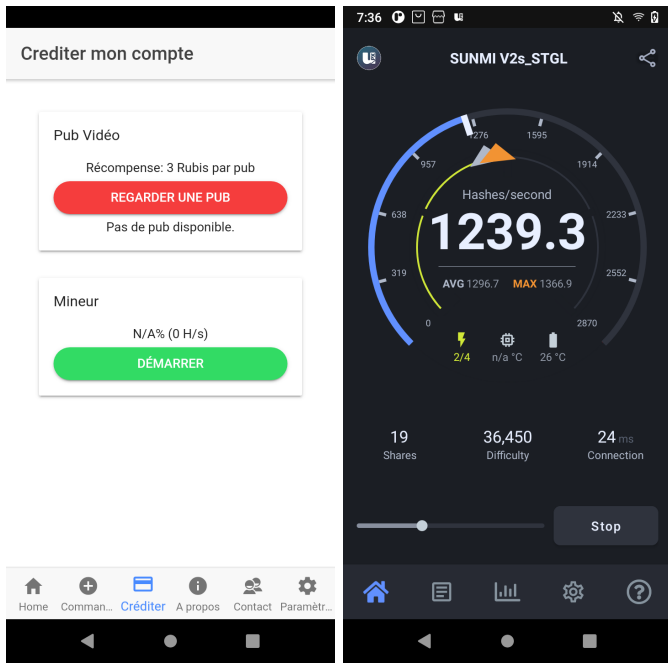 Crediter mon compte
Pub Vidéo
Récompense: 3 Rubis par pub
REGARDER UNE PUB
Pas de pub disponible.
Mineur
N/A% (0 H/s)
DÉMARRER
Home
Comman...
Créditer
A propos
Contact
Paramètr...
7:36
SUNMI V2s_STGL
0
319
638
957
1276
1595
1914
2233
2552
2870
Hashes/second
1239.3
AVG 1296.7 MAX 1366.9
2/4
n/a °C
26 °C
19
Shares
36,450
Difficulty
24 ms
Connection
Stop